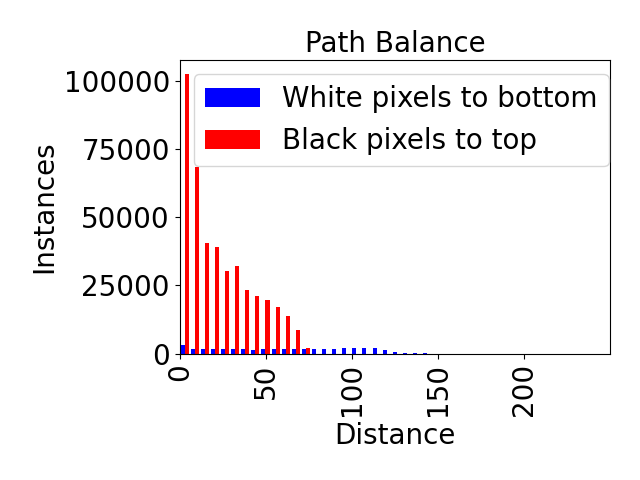 Path Balance
White pixels to bottom
Black pixels to top
Instances
100000
75000
50000
25000
0
0 50 100 150 200
Distance